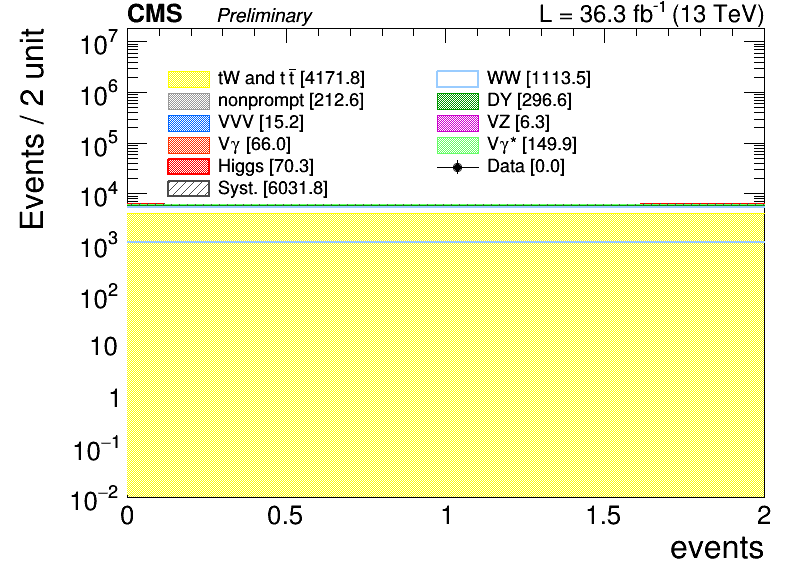 CMS Preliminary L = 36.3 fb⁻¹ (13 TeV)
Events / 2 unit
10⁷
10⁶
10⁵
10⁴
10³
10²
10
1
10⁻¹
10⁻²
tW and tt̄ [4171.8]
nonprompt [212.6]
VVV [15.2]
Vγ [66.0]
Higgs [70.3]
Syst. [6031.8]
WW [1113.5]
DY [296.6]
VZ [6.3]
Vγ* [149.9]
Data [0.0]
0 0.5 1 1.5 2
events